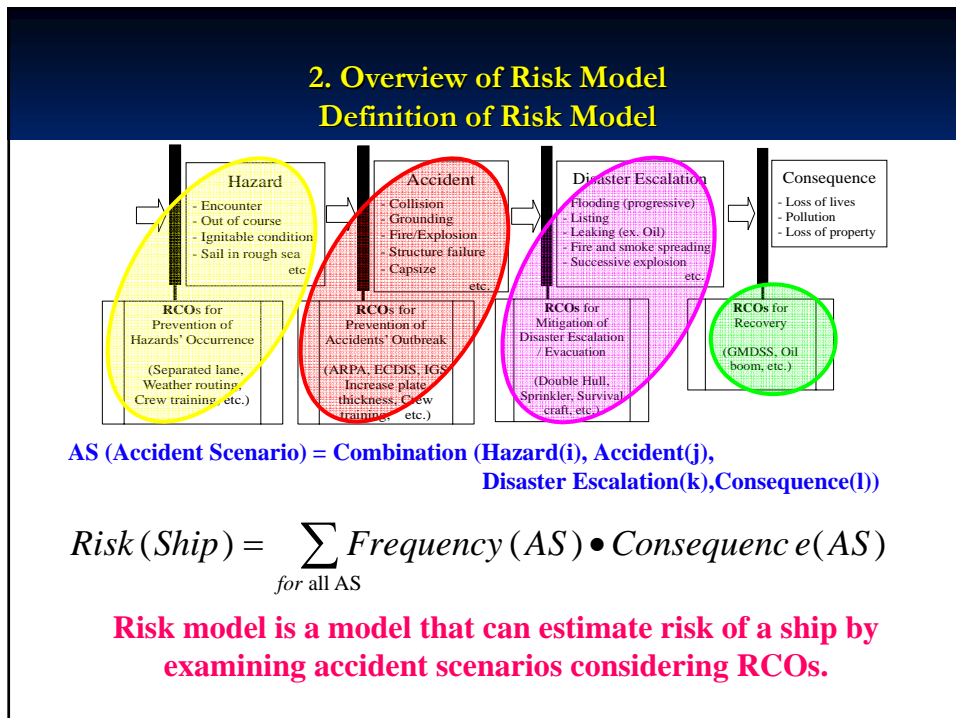 2. Overview of Risk Model
Definition of Risk Model
Hazard
- Encounter
- Out of course
- Ignitable condition
- Sail in rough sea
etc
Accident
- Collision
- Grounding
- Fire/Explosion
- Structure failure
- Capsize
etc.
Disaster Escalation
- Flooding (progressive)
- Listing
- Leaking (ex. Oil)
- Fire and smoke spreading
- Successive explosion
etc.
Consequence
- Loss of lives
- Pollution
- Loss of property
RCOs for
Prevention of
Hazards' Occurrence
(Separated lane,
Weather routing,
Crew training, etc.)
RCOs for
Prevention of
Accidents' Outbreak
(ARPA, ECDIS, IGS
Increase plate
thickness, Crew
training, etc.)
RCOs for
Mitigation of
Disaster Escalation
/ Evacuation
(Double Hull,
Sprinkler, Survival
craft, etc.)
RCOs for
Recovery
(GMDSS, Oil
boom, etc.)
AS (Accident Scenario) = Combination (Hazard(i), Accident(j),
Disaster Escalation(k),Consequence(l))
Risk (Ship) = ∑ Frequency (AS) • Consequenc e(AS)
for all AS
Risk model is a model that can estimate risk of a ship by
examining accident scenarios considering RCOs.